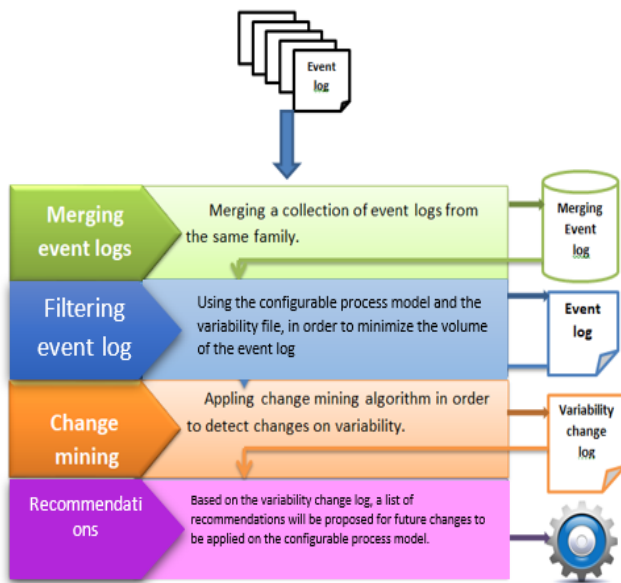 Event
log
Merging
event logs
Merging a collection of event logs from
the same family.
Merging
Event
log
Filtering
event log
Using the configurable process model and the
variability file, in order to minimize the volume
of the event log
Event
log
Change
mining
Appling change mining algorithm in order
to detect changes on variability.
Variability
change
log
Recommendati
ons
Based on the variability change log, a list of
recommendations will be proposed for future changes to
be applied on the configurable process model.